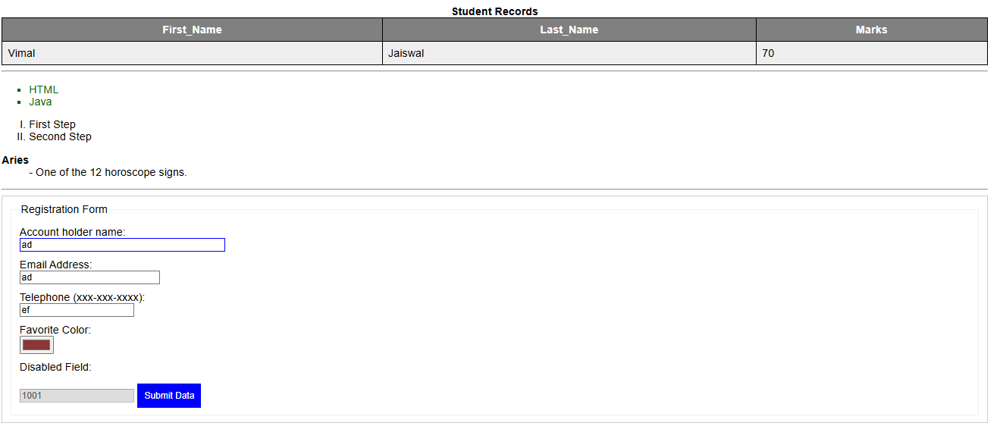 Student Records
First_Name Last_Name Marks
Vimal Jaiswal 70
HTML
Java
I. First Step
II. Second Step
Aries
- One of the 12 horoscope signs.
Registration Form
Account holder name:
ad
Email Address:
ad
Telephone (xxx-xxx-xxxx):
ef
Favorite Color:
Disabled Field:
1001 Submit Data